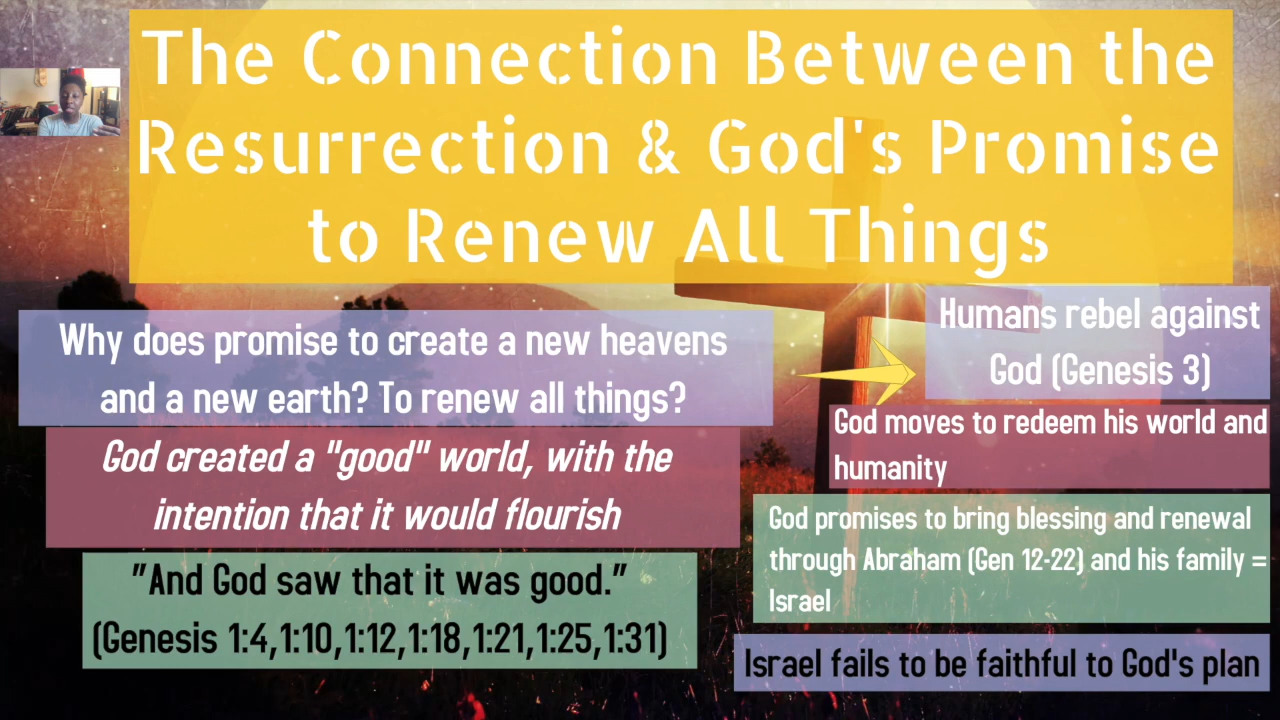 The Connection Between the
Resurrection & God's Promise
to Renew All Things
Why does promise to create a new heavens
and a new earth? To renew all things?
God created a "good" world, with the
intention that it would flourish
"And God saw that it was good."
(Genesis 1:4,1:10,1:12,1:18,1:21,1:25,1:31)
Humans rebel against
God (Genesis 3)
God moves to redeem his world and
humanity
God promises to bring blessing and renewal
through Abraham (Gen 12-22) and his family =
Israel
Israel fails to be faithful to God's plan